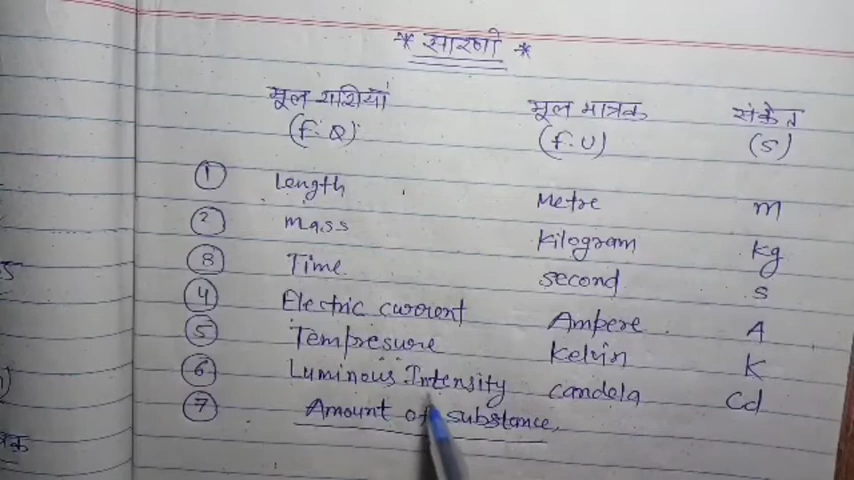 * सारणी *
मूल राशियाँ मूल मात्रक संकेत
(f. Q) (f. U) (S)
1 Length Metre m
2 Mass Kilogram kg
3 Time second s
4 Electric current Ampere A
5 Tempresure Kelvin K
6 Luminous Intensity Candela Cd
7 Amount of substance.